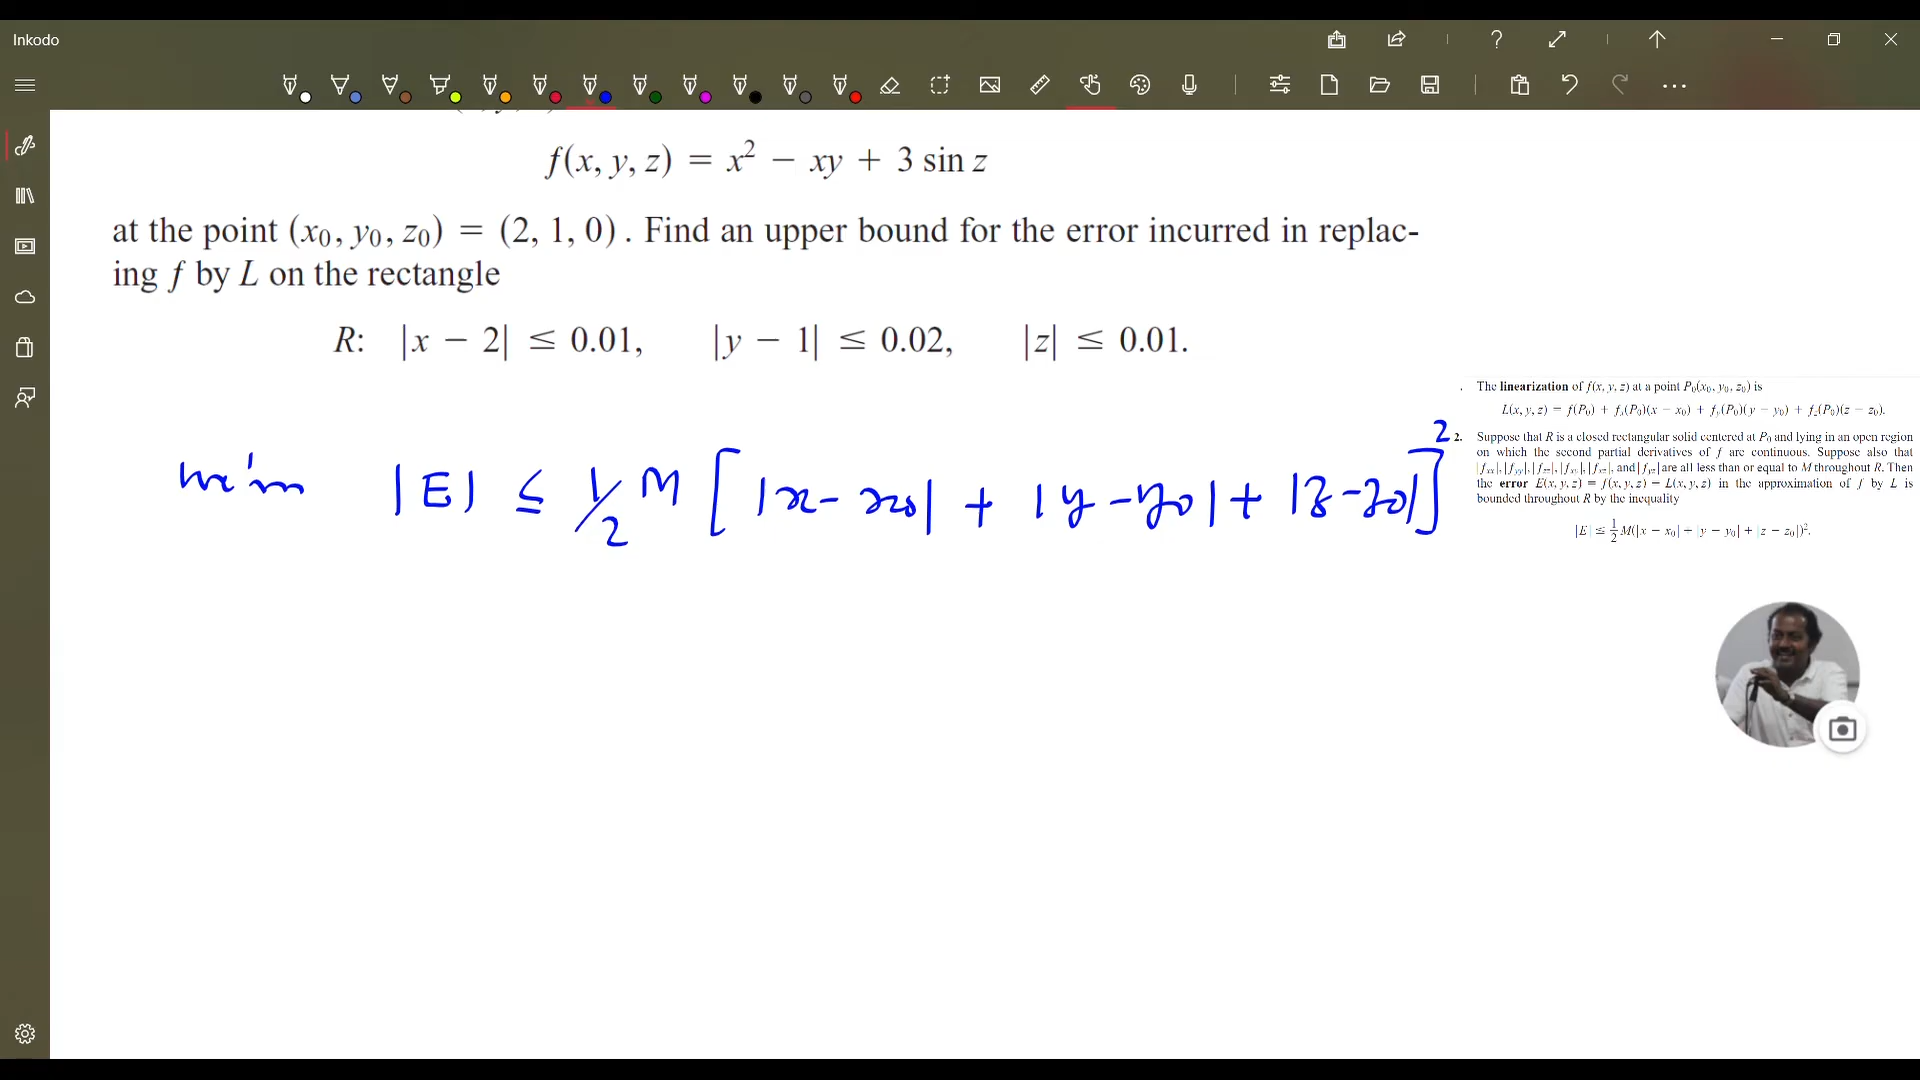 Inkodo
f(x, y, z) = x² − xy + 3 sin z
at the point (x₀, y₀, z₀) = (2, 1, 0) . Find an upper bound for the error incurred in replac-
ing f by L on the rectangle
R: |x − 2| ≤ 0.01, |y − 1| ≤ 0.02, |z| ≤ 0.01.
|E| ≤ 1/2 M [ |x − x₀| + |y − y₀| + |z − z₀| ]²
. The linearization of f(x, y, z) at a point P₀(x₀, y₀, z₀) is
L(x, y, z) = f(P₀) + fₓ(P₀)(x − x₀) + f_y(P₀)(y − y₀) + f_z(P₀)(z − z₀).
2. Suppose that R is a closed rectangular solid centered at P₀ and lying in an open region
on which the second partial derivatives of f are continuous. Suppose also that
|f_xx|, |f_yy|, |f_zz|, |f_xy|, |f_xz|, and |f_yz| are all less than or equal to M throughout R. Then
the error E(x, y, z) = f(x, y, z) − L(x, y, z) in the approximation of f by L is
bounded throughout R by the inequality
|E| ≤ 1/2 M(|x − x₀| + |y − y₀| + |z − z₀|)².